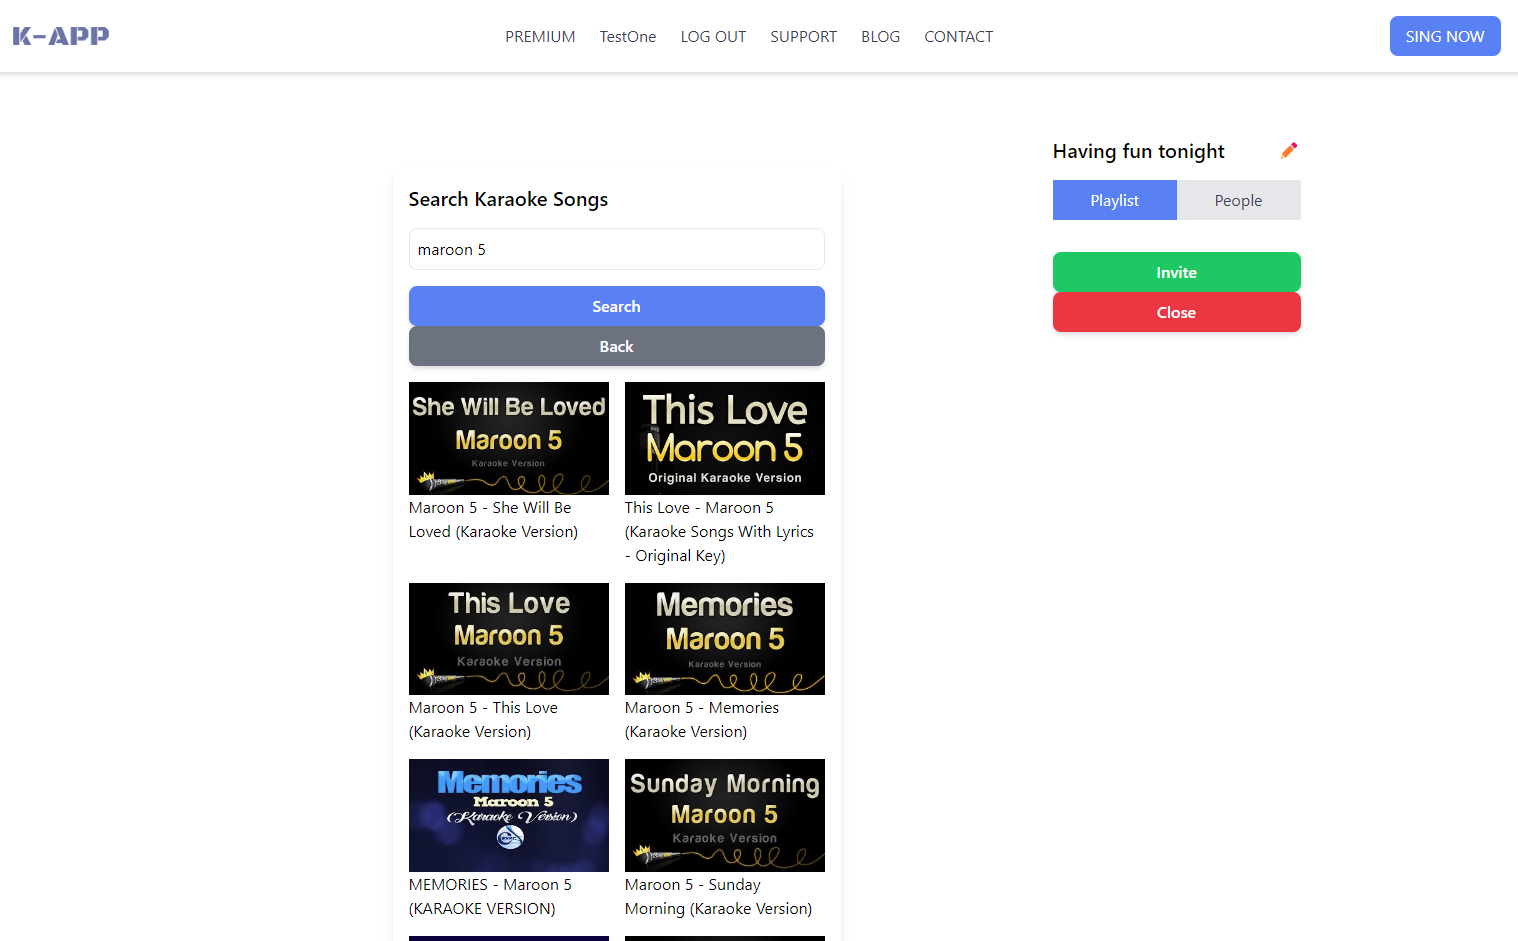 K-APP
PREMIUM TestOne LOG OUT SUPPORT BLOG CONTACT
SING NOW
Having fun tonight
Playlist People
Invite
Close
Search Karaoke Songs
maroon 5
Search
Back
She Will Be Loved
Maroon 5
Karaoke Version
Maroon 5 - She Will Be
Loved (Karaoke Version)
This Love
Maroon 5
Original Karaoke Version
This Love - Maroon 5
(Karaoke Songs With Lyrics
- Original Key)
This Love
Maroon 5
Karaoke Version
Maroon 5 - This Love
(Karaoke Version)
Memories
Maroon 5
Karaoke Version
Maroon 5 - Memories
(Karaoke Version)
Memories
Maroon 5
(Karaoke Version)
MEMORIES - Maroon 5
(KARAOKE VERSION)
Sunday Morning
Maroon 5
Karaoke Version
Maroon 5 - Sunday
Morning (Karaoke Version)